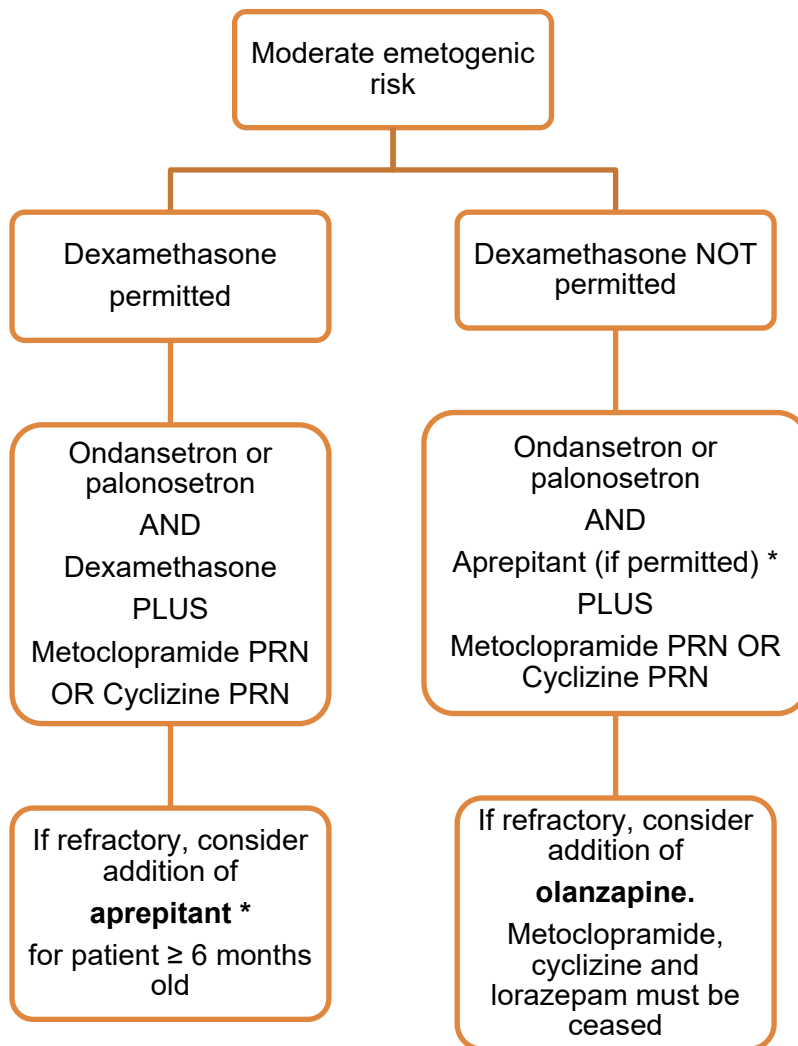 Moderate emetogenic
risk
Dexamethasone
permitted
Dexamethasone NOT
permitted
Ondansetron or
palonosetron
AND
Dexamethasone
PLUS
Metoclopramide PRN
OR Cyclizine PRN
Ondansetron or
palonosetron
AND
Aprepitant (if permitted) *
PLUS
Metoclopramide PRN OR
Cyclizine PRN
If refractory, consider
addition of
aprepitant *
for patient ≥ 6 months
old
If refractory, consider
addition of
olanzapine.
Metoclopramide,
cyclizine and
lorazepam must be
ceased